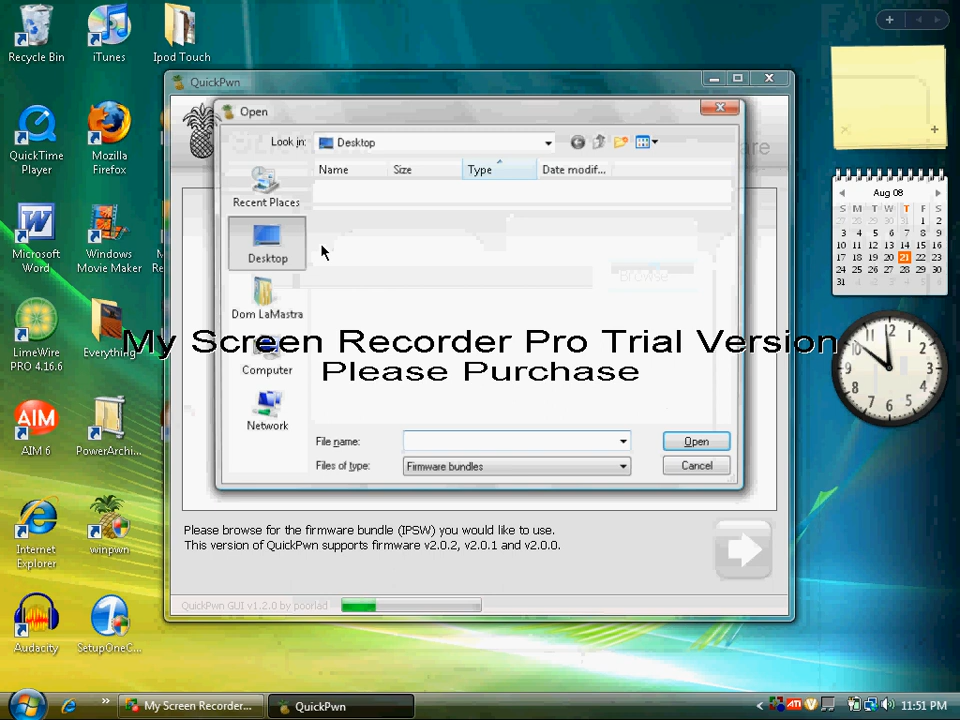 Recycle Bin
iTunes
Ipod Touch
QuickPwn
Open
Look in:
Desktop
Name
Size
Type
Date modif...
Recent Places
Desktop
Browse
Dom LaMastra
Computer
Network
File name:
Open
Files of type:
Firmware bundles
Cancel
Please browse for the firmware bundle (IPSW) you would like to use.
This version of QuickPwn supports firmware v2.0.2, v2.0.1 and v2.0.0.
QuickPwn GUI v1.2.0 by poorlad
My Screen Recorder Pro Trial Version
Please Purchase
QuickTime
Player
Mozilla
Firefox
Microsoft
Word
Windows
Movie Maker
LimeWire
PRO 4.16.6
Everything
AIM
AIM 6
PowerArchi...
Internet
Explorer
winpwn
Audacity
SetupOneC...
Aug 08
S M T W T F S
27 28 29 30 31 1 2
3 4 5 6 7 8 9
10 11 12 13 14 15 16
17 18 19 20 21 22 23
24 25 26 27 28 29 30
31
12
1
2
3
4
5
6
7
8
9
10
11
My Screen Recorder...
QuickPwn
ATI
11:51 PM